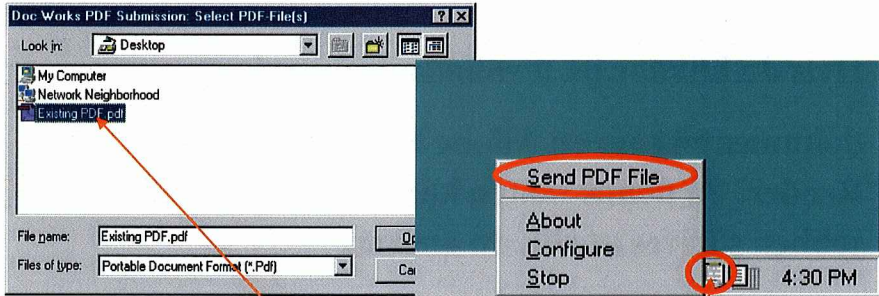 Doc Works PDF Submission: Select PDF-File(s)
Look in: Desktop
My Computer
Network Neighborhood
Existing PDF.pdf
File name: Existing PDF.pdf
Files of type: Portable Document Format (*.Pdf)
Send PDF File
About
Configure
Stop
4:30 PM